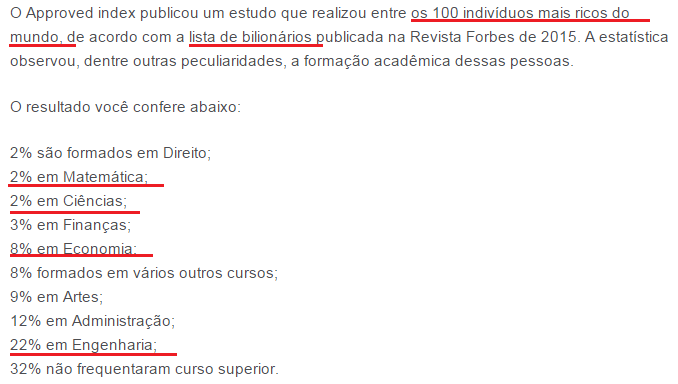 O Approved index publicou um estudo que realizou entre os 100 indivíduos mais ricos do
mundo, de acordo com a lista de bilionários publicada na Revista Forbes de 2015. A estatística
observou, dentre outras peculiaridades, a formação acadêmica dessas pessoas.
O resultado você confere abaixo:
2% são formados em Direito;
2% em Matemática;
2% em Ciências;
3% em Finanças;
8% em Economia;
8% formados em vários outros cursos;
9% em Artes;
12% em Administração;
22% em Engenharia;
32% não frequentaram curso superior.